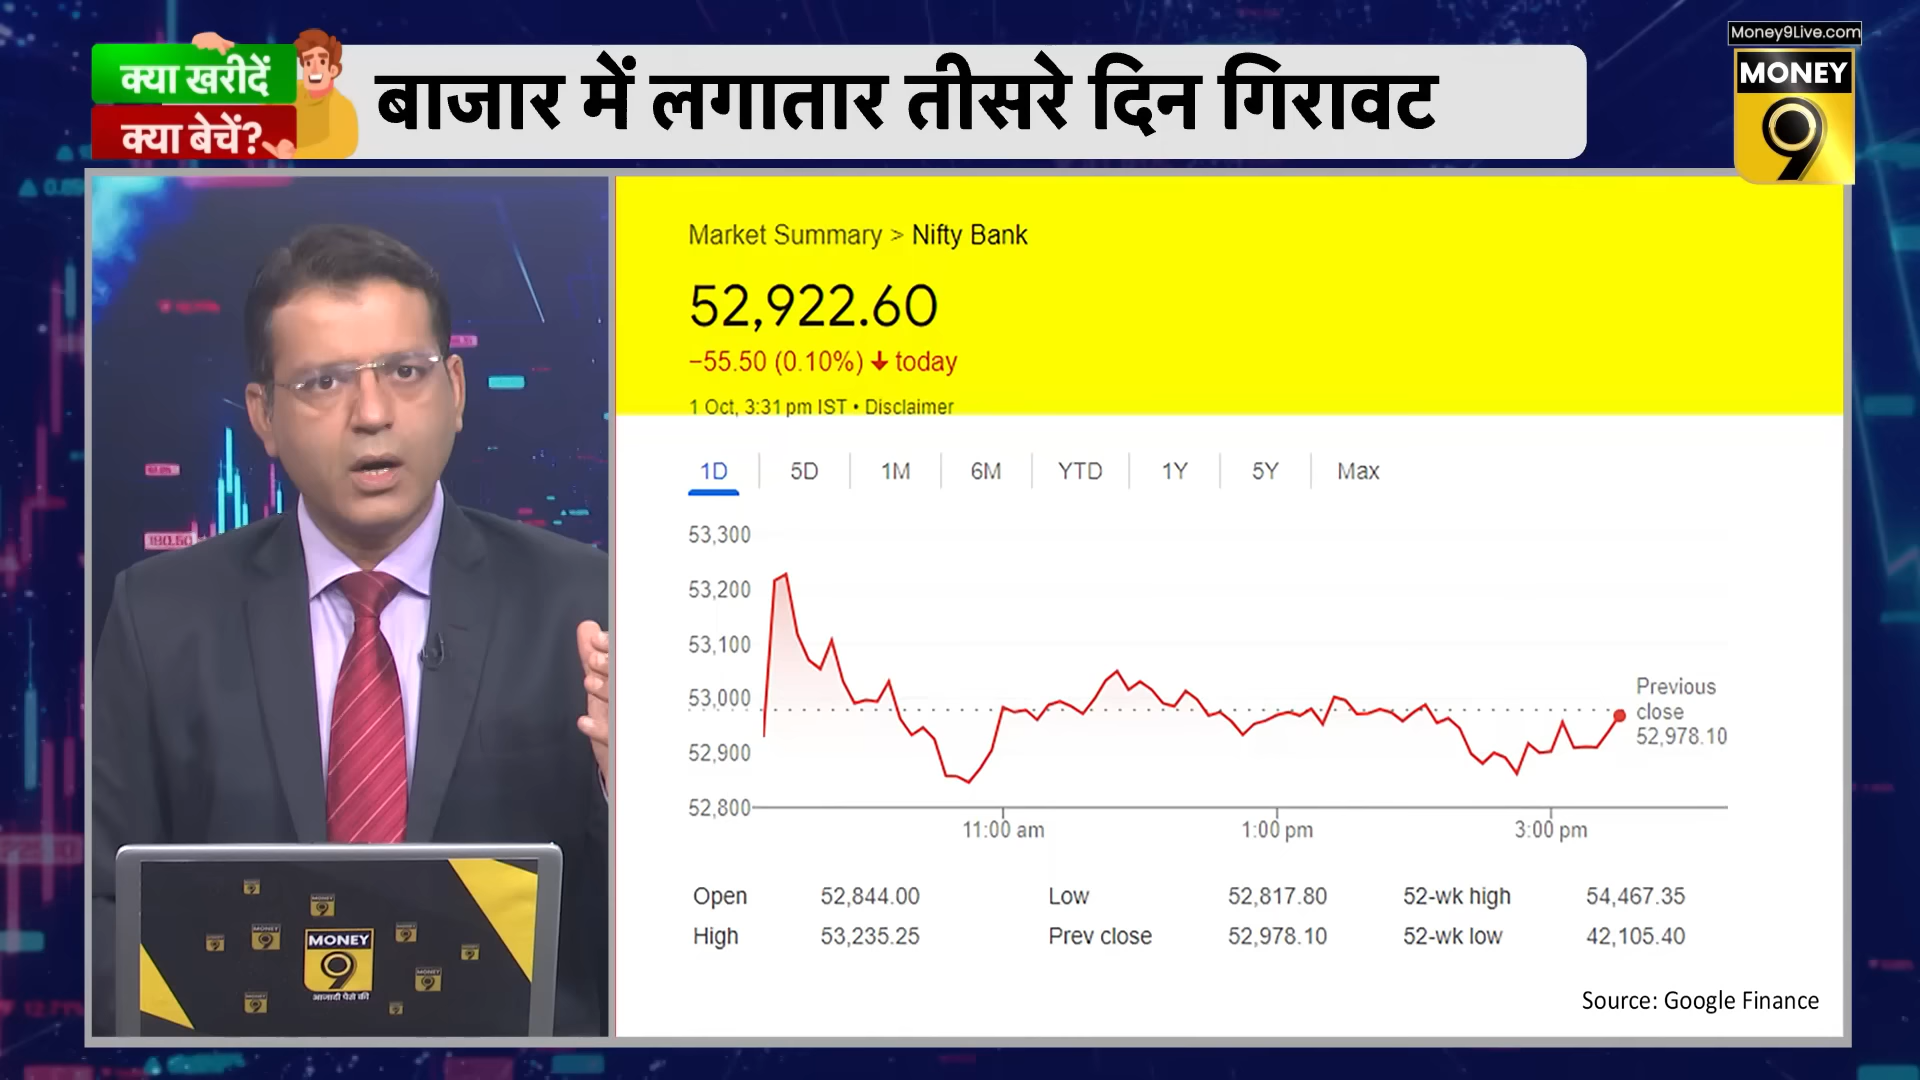 Money9Live.com
MONEY
9
क्या खरीदें
क्या बेचें?
बाजार में लगातार तीसरे दिन गिरावट
Market Summary > Nifty Bank
52,922.60
−55.50 (0.10%) ↓ today
1 Oct, 3:31 pm IST • Disclaimer
1D 5D 1M 6M YTD 1Y 5Y Max
53,300
53,200
53,100
53,000
52,900
52,800
Previous
close
52,978.10
11:00 am 1:00 pm 3:00 pm
Open 52,844.00 Low 52,817.80 52-wk high 54,467.35
High 53,235.25 Prev close 52,978.10 52-wk low 42,105.40
Source: Google Finance
180.50
MONEY
9
आजादी पैसे की